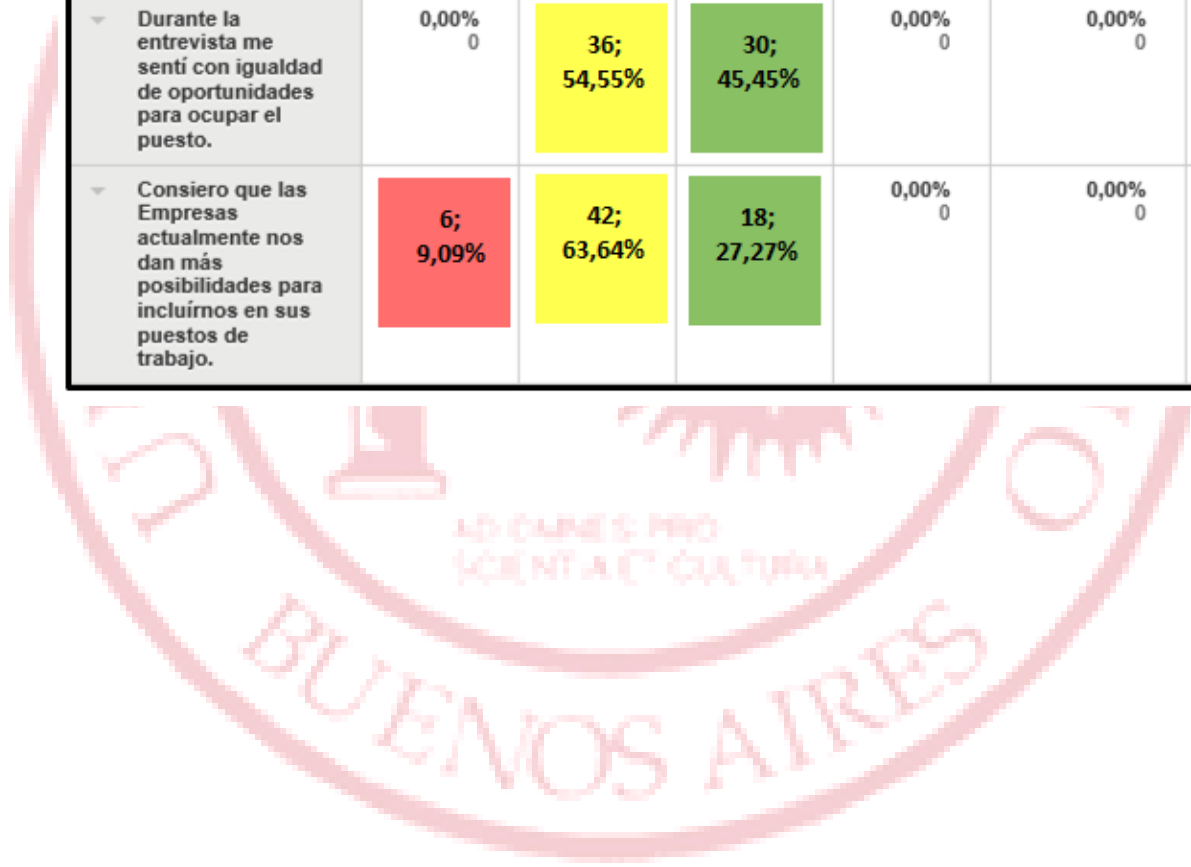 Durante la
entrevista me
sentí con igualdad
de oportunidades
para ocupar el
puesto.
0,00%
0
36;
54,55%
30;
45,45%
0,00%
0
0,00%
0
Consiero que las
Empresas
actualmente nos
dan más
posibilidades para
incluírnos en sus
puestos de
trabajo.
6;
9,09%
42;
63,64%
18;
27,27%
0,00%
0
0,00%
0
BUENOS AIRES